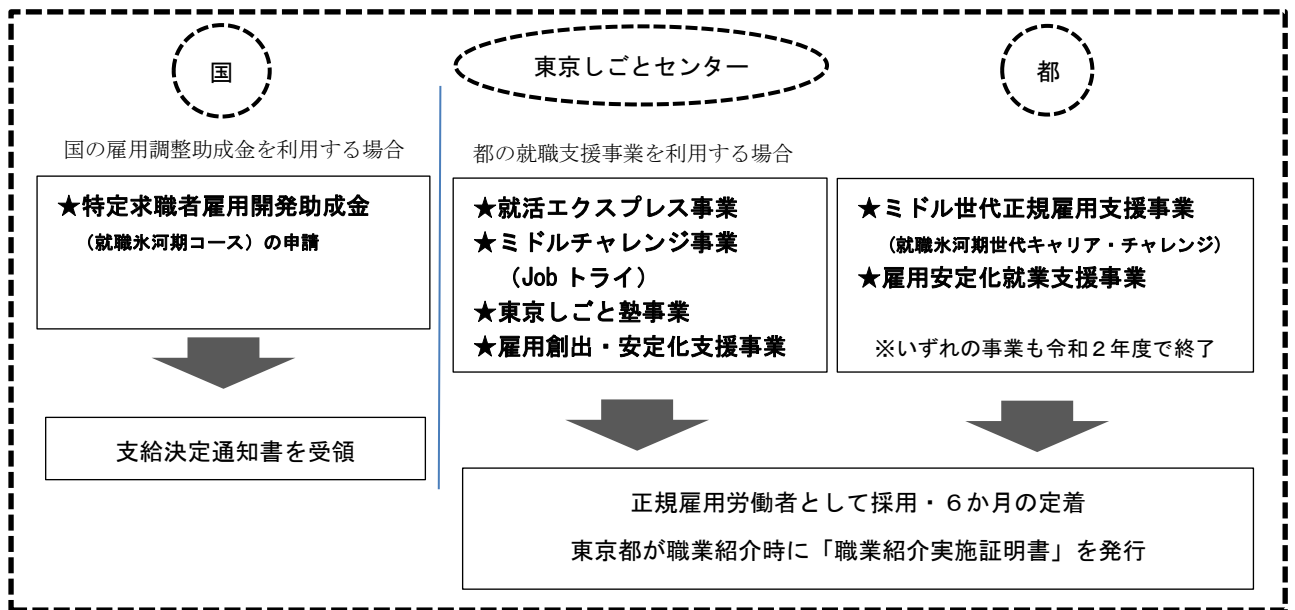 国
東京しごとセンター
都
国の雇用調整助成金を利用する場合
都の就職支援事業を利用する場合
★特定求職者雇用開発助成金
（就職氷河期コース）の申請
★就活エクスプレス事業
★ミドルチャレンジ事業
（Job トライ）
★東京しごと塾事業
★雇用創出・安定化支援事業
★ミドル世代正規雇用支援事業
（就職氷河期世代キャリア・チャレンジ）
★雇用安定化就業支援事業
※いずれの事業も令和２年度で終了
支給決定通知書を受領
正規雇用労働者として採用・６か月の定着
東京都が職業紹介時に「職業紹介実施証明書」を発行